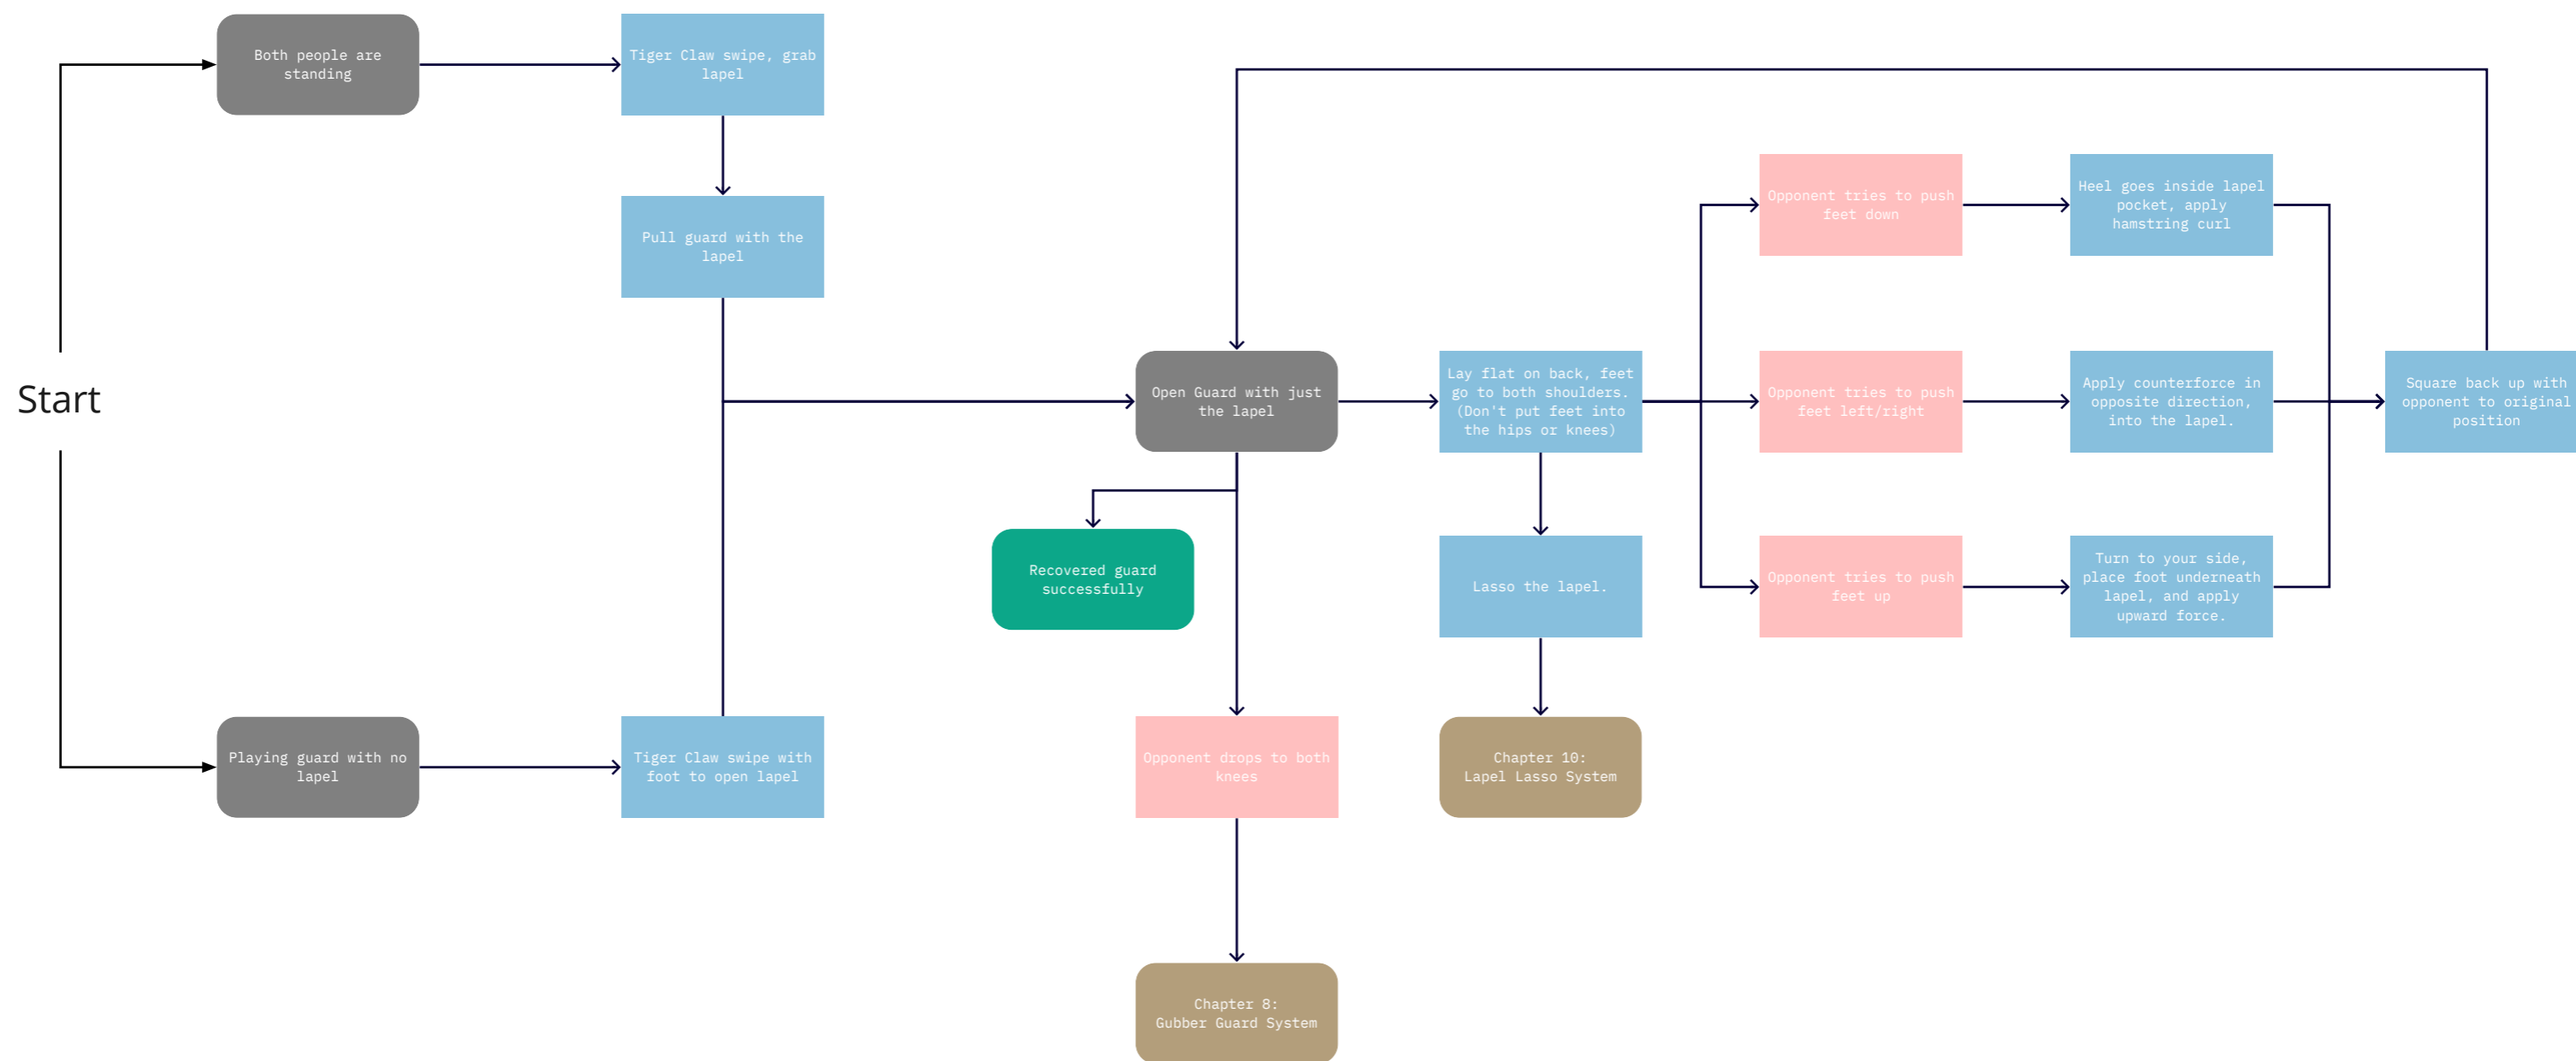 Both people are
standing
Tiger Claw swipe, grab
lapel
Pull guard with the
lapel
Start
Playing guard with no
lapel
Tiger Claw swipe with
foot to open lapel
Open Guard with just
the lapel
Recovered guard
successfully
Opponent drops to both
knees
Chapter 8:
Gubber Guard System
Lay flat on back, feet
go to both shoulders.
(Don't put feet into
the hips or knees)
Lasso the lapel.
Chapter 10:
Lapel Lasso System
Opponent tries to push
feet down
Heel goes inside lapel
pocket, apply
hamstring curl
Opponent tries to push
feet left/right
Apply counterforce in
opposite direction,
into the lapel.
Opponent tries to push
feet up
Turn to your side,
place foot underneath
lapel, and apply
upward force.
Square back up with
opponent to original
position